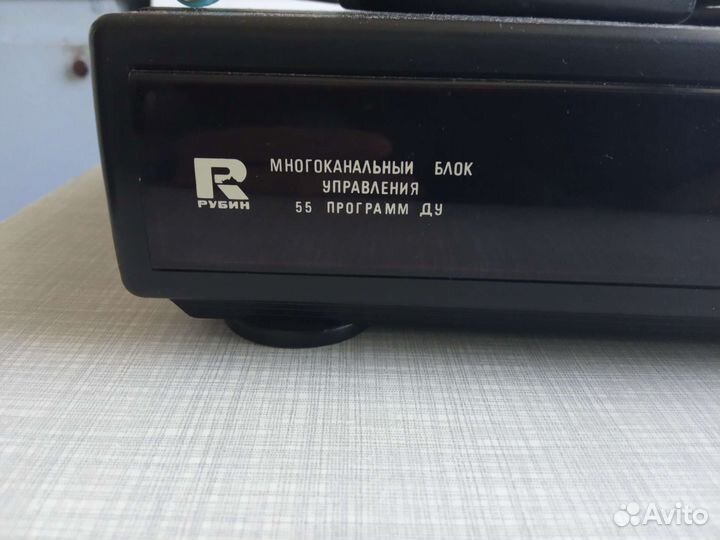 R
РУБИН
МНОГОКАНАЛЬНЫЙ БЛОК
УПРАВЛЕНИЯ
55 ПРОГРАММ ДУ
Avito